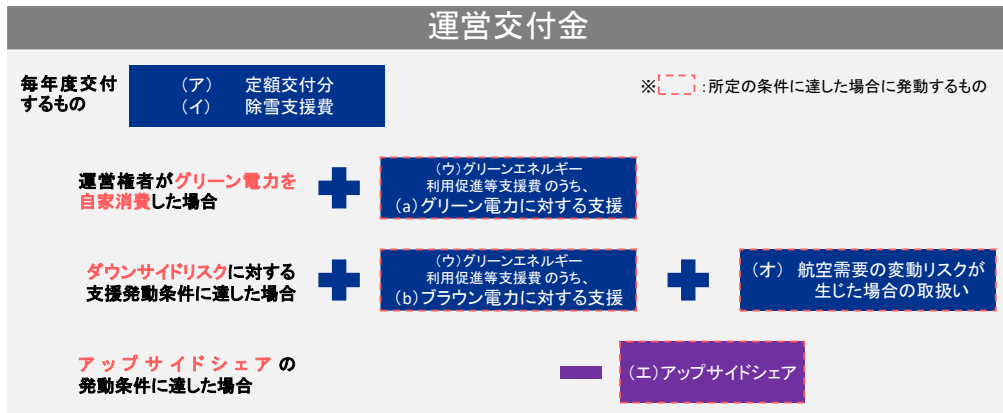 運営交付金
毎年度交付
するもの
（ア）　定額交付分
（イ）　除雪支援費
※　：所定の条件に達した場合に発動するもの
運営権者がグリーン電力を
自家消費した場合
（ウ）グリーンエネルギー
利用促進等支援費 のうち、
（a）グリーン電力に対する支援
ダウンサイドリスクに対する
支援発動条件に達した場合
（ウ）グリーンエネルギー
利用促進等支援費 のうち、
（b）ブラウン電力に対する支援
（オ） 航空需要の変動リスクが
生じた場合の取扱い
アップサイドシェアの
発動条件に達した場合
（エ）アップサイドシェア